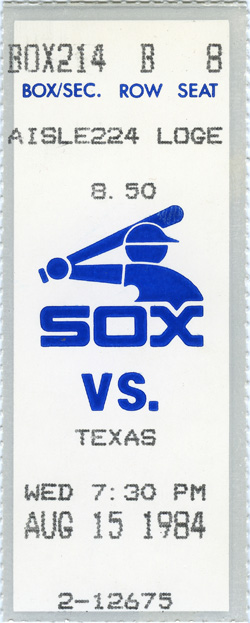 BOX214 B 8
BOX/SEC. ROW SEAT
AISLE224 LOGE
8.50
SOX
VS.
TEXAS
WED 7:30 PM
AUG 15 1984
2-12675